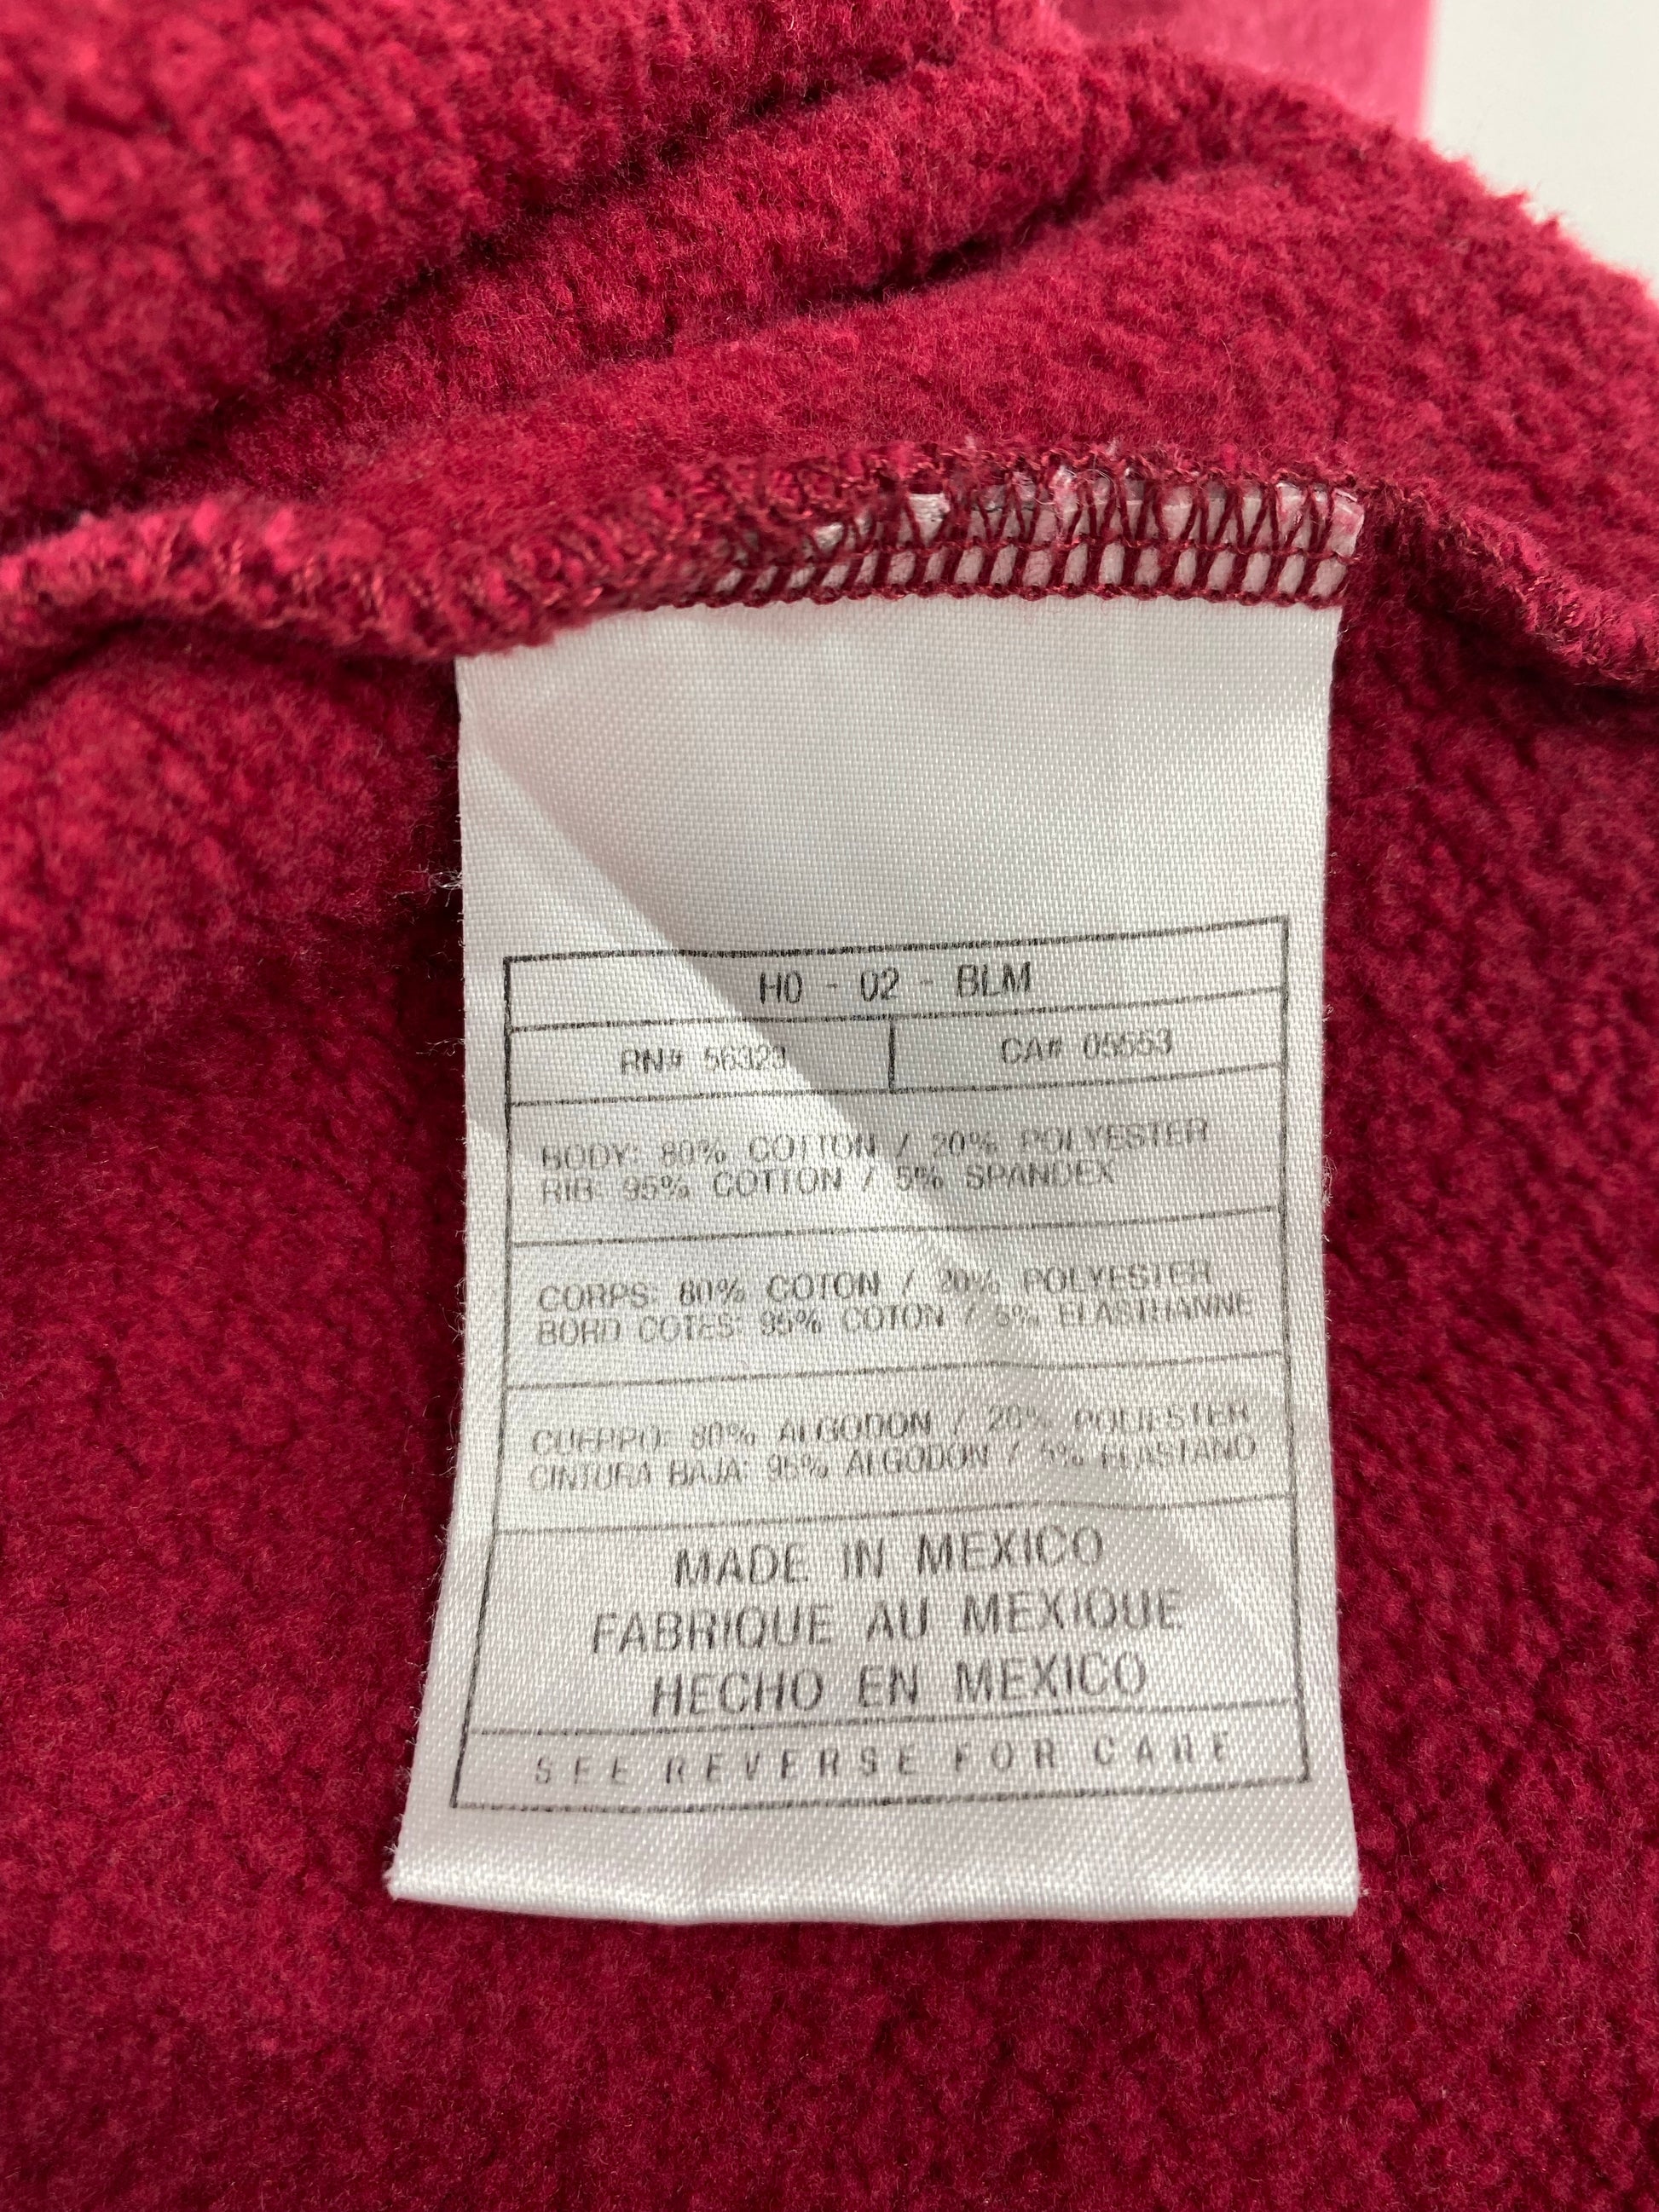 HO - 02 - BLM
RN# 56323 CA# 05553
BODY: 80% COTTON / 20% POLYESTER
RIB: 95% COTTON / 5% SPANDEX
CORPS: 80% COTON / 20% POLYESTER
BORD COTES: 95% COTON / 5% ELASTHANNE
CUERPO: 80% ALGODON / 20% POLIESTER
CINTURA BAJA: 95% ALGODON / 5% ELASTANO
MADE IN MEXICO
FABRIQUE AU MEXIQUE
HECHO EN MEXICO
SEE REVERSE FOR CARE